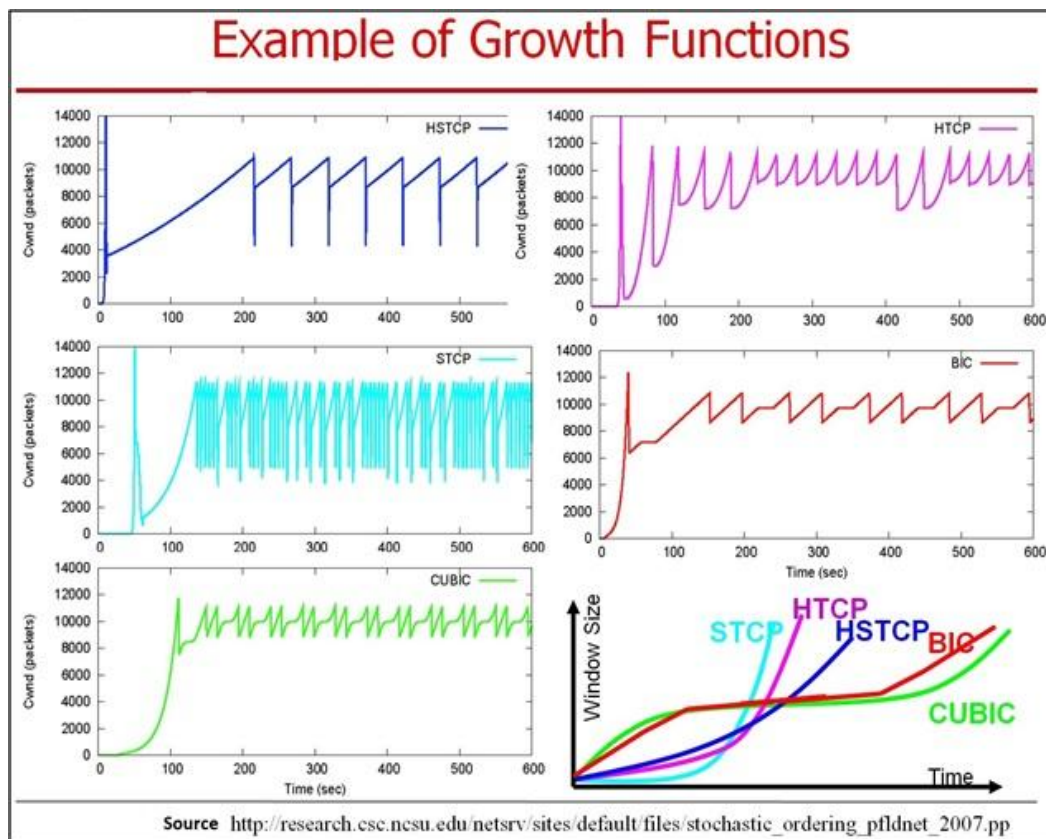 Example of Growth Functions
14000
12000
10000
8000
6000
4000
2000
0
Cwnd (packets)
HSTCP
0 100 200 300 400 500
14000
12000
10000
8000
6000
4000
2000
0
Cwnd (packets)
HTCP
0 100 200 300 400 500 600
14000
12000
10000
8000
6000
4000
2000
0
Cwnd (packets)
STCP
0 100 200 300 400 500 600
14000
12000
10000
8000
6000
4000
2000
0
BIC
0 100 200 300 400 500 600
Time (sec)
14000
12000
10000
8000
6000
4000
2000
0
Cwnd (packets)
CUBIC
0 100 200 300 400 500 600
Time (sec)
Window Size
STCP
HTCP
HSTCP
BIC
CUBIC
Time
Source http://research.csc.ncsu.edu/netsrv/sites/default/files/stochastic_ordering_pfldnet_2007.pp